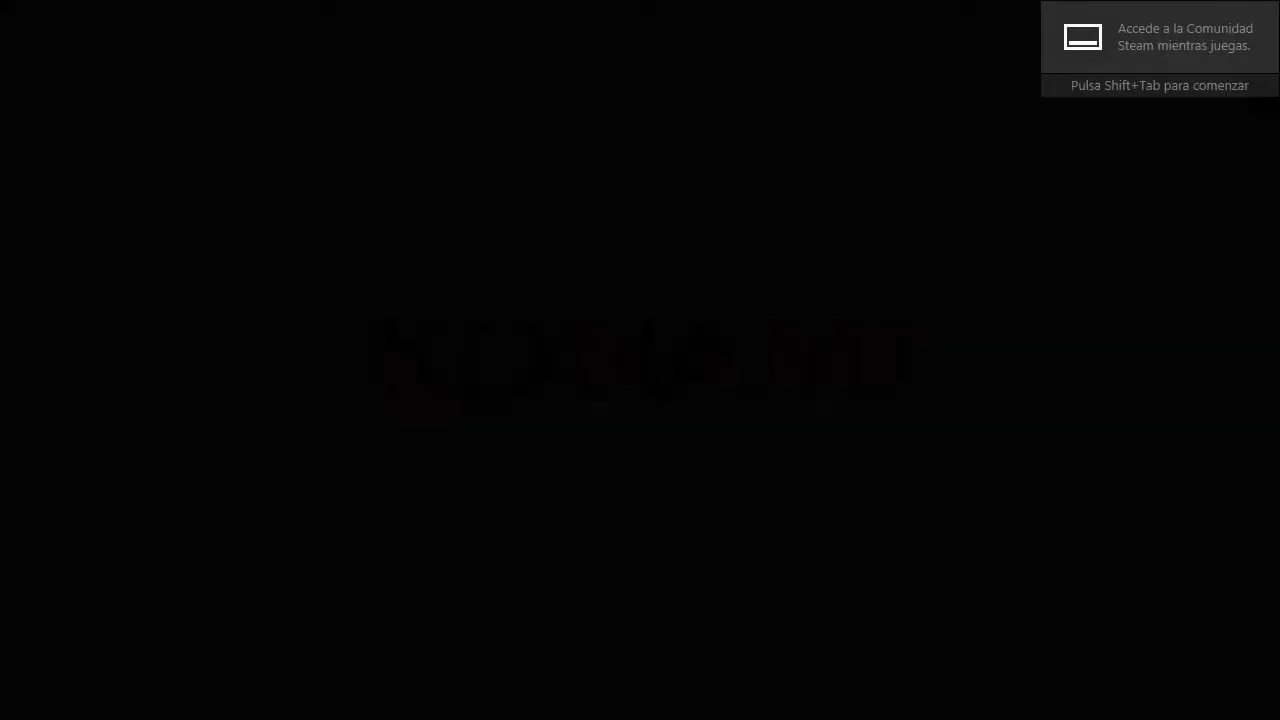 Accede a la Comunidad
Steam mientras juegas.
Pulsa Shift+Tab para comenzar